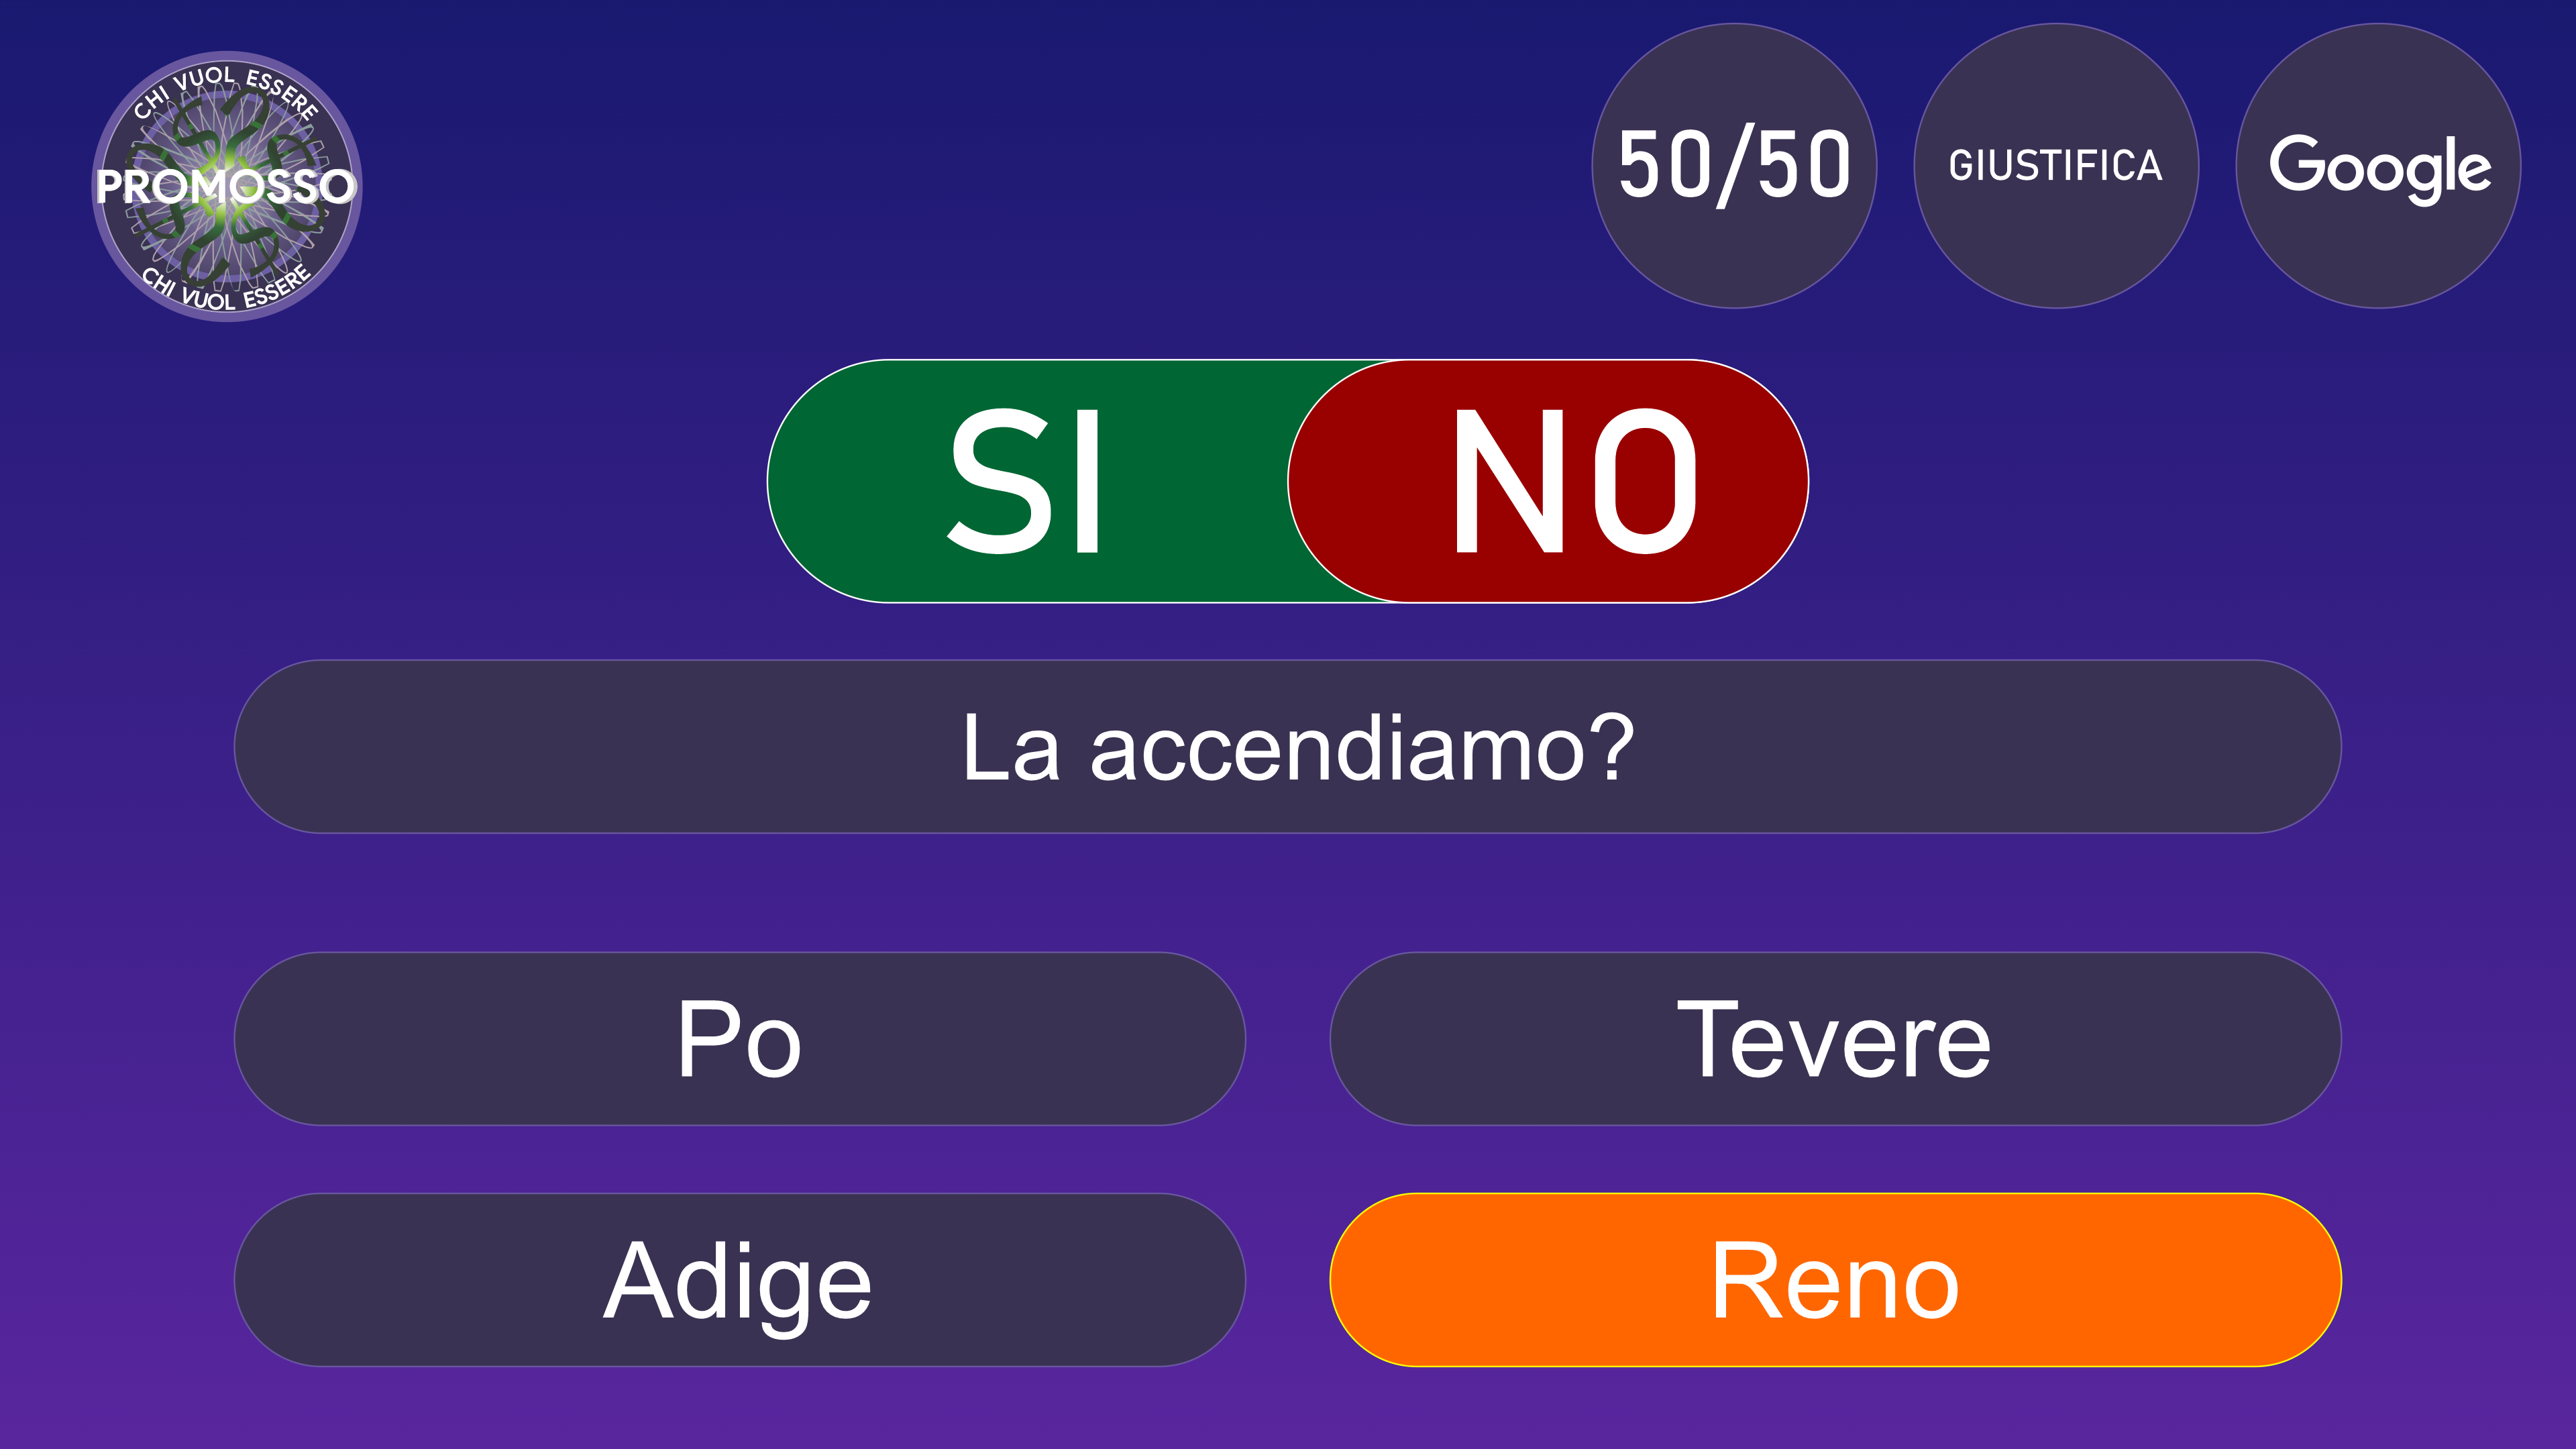 CHI VUOL ESSERE
PROMOSSO
CHI VUOL ESSERE
50/50
GIUSTIFICA
Google
SI
NO
La accendiamo?
Po
Tevere
Adige
Reno